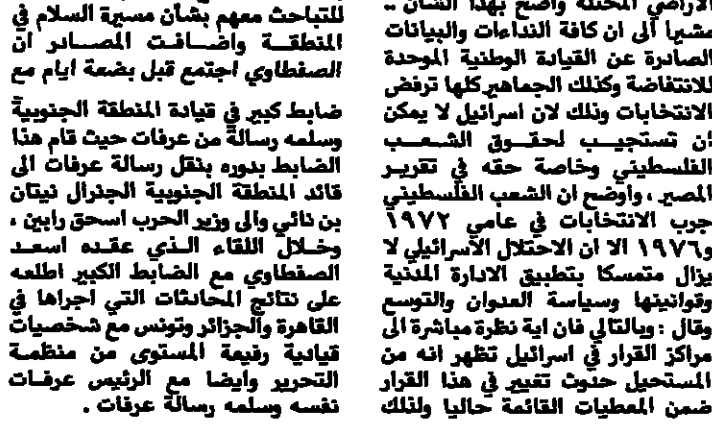 الاراضي المحتلة واضح بهذا الشأن ..
مشيرا الى ان كافة النداءات والبيانات
الصادرة عن القيادة الوطنية الموحدة
للانتفاضة وكذلك الجماهير كلها ترفض
الانتخابات وذلك لان اسرائيل لا يمكن
ان تستجيب لحقوق الشعب
الفلسطيني وخاصة حقه في تقرير
المصير ، واوضح ان الشعب الفلسطيني
جرب الانتخابات في عامي ١٩٧٢
و١٩٧٦ الا ان الاحتلال الاسرائيلي لا
يزال متمسكا بتطبيق الادارة المدنية
وقوانينها وسياسة العدوان والتوسع
وقال : وبالتالي فان اية نظرة مباشرة الى
مراكز القرار في اسرائيل تظهر انه من
المستحيل حدوث تغيير في هذا القرار
ضمن المعطيات القائمة حاليا ولذلك
للتباحث معهم بشأن مسيرة السلام في
المنطقة واضافت المصادر ان
الصفطاوي اجتمع قبل بضعة ايام مع
ضابط كبير في قيادة المنطقة الجنوبية
وسلمه رسالة من عرفات حيث قام هذا
الضابط بدوره بنقل رسالة عرفات الى
قائد المنطقة الجنوبية الجنرال نيتان
بن نائي والى وزير الحرب اسحق رابين ،
وخلال اللقاء الذي عقده اسعد
الصفطاوي مع الضابط الكبير اطلعه
على نتائج المحادثات التي اجراها في
القاهرة والجزائر وتونس مع شخصيات
قيادية رفيعة المستوى من منظمة
التحرير وايضا مع الرئيس عرفات
نفسه وسلمه رسالة عرفات .